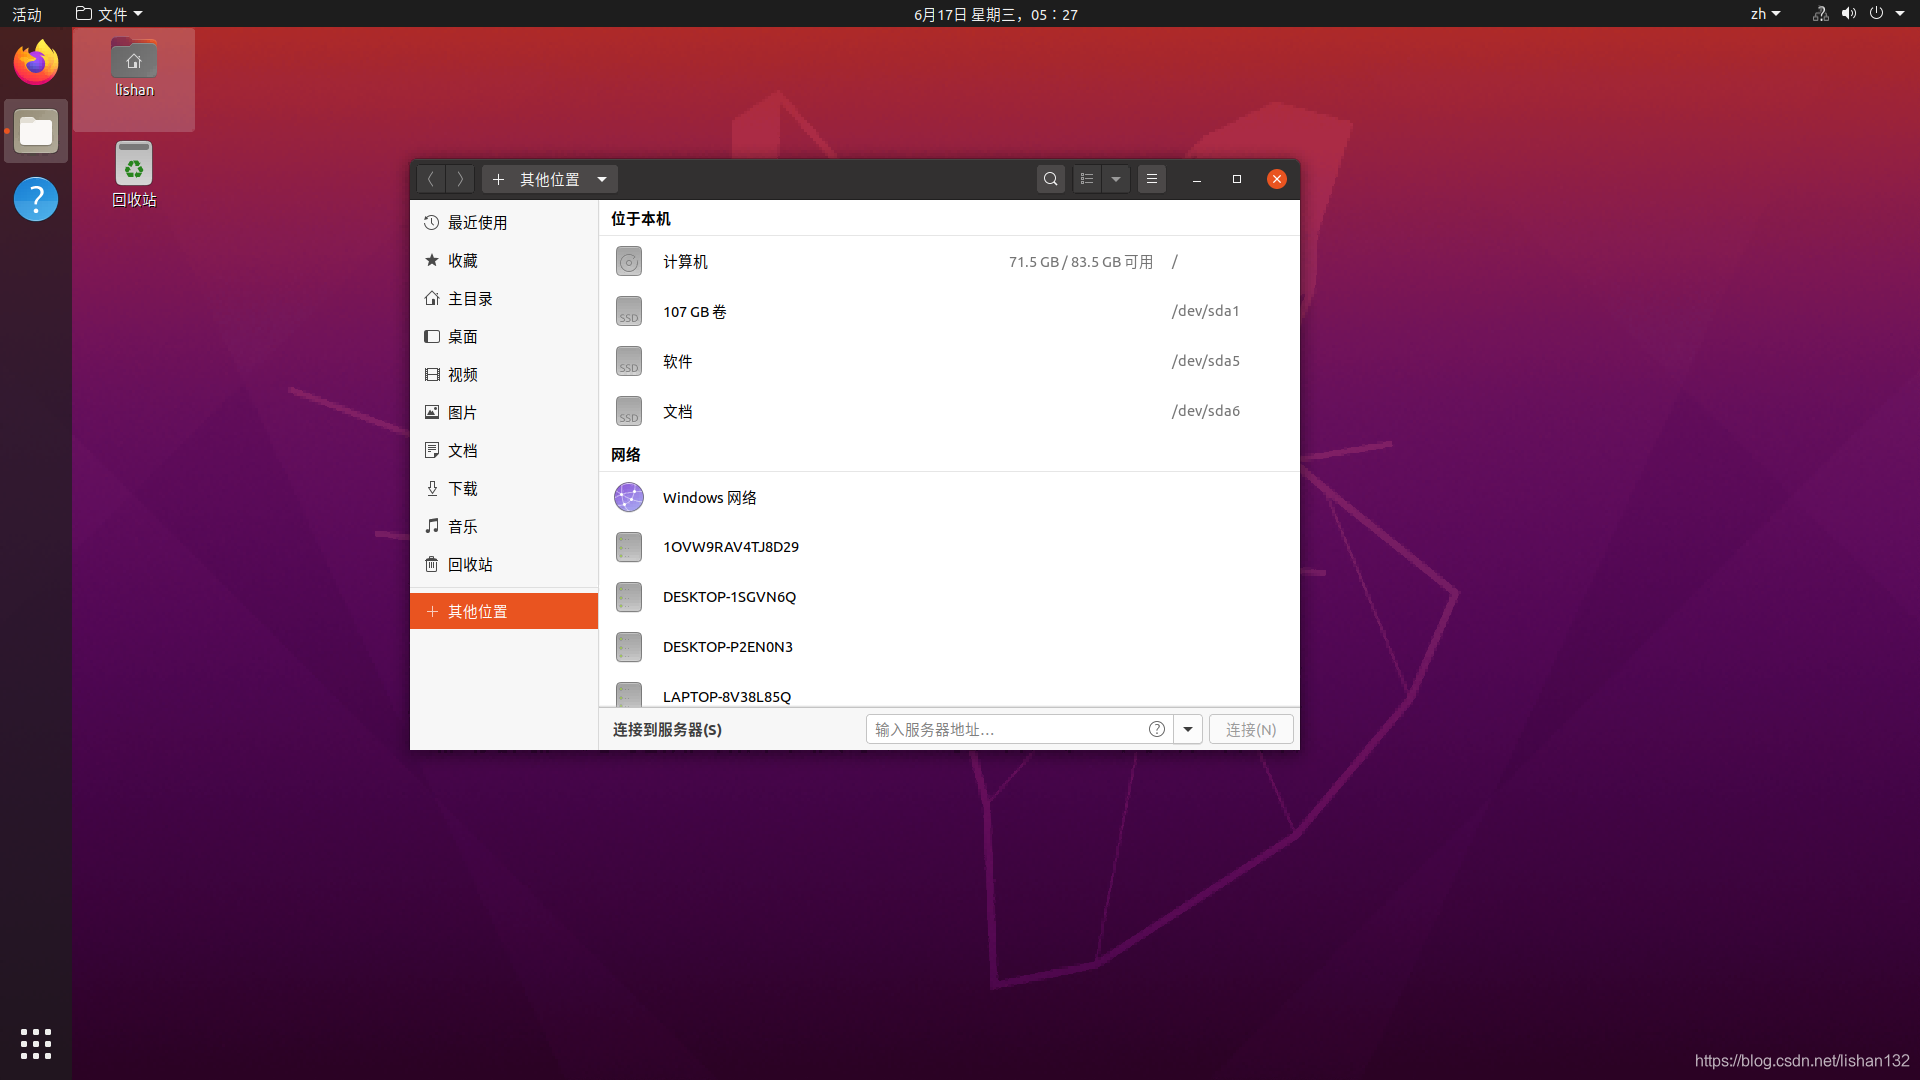 活动 文件 6月17日 星期三，05：27 zh
lishan
回收站
其他位置
最近使用
收藏
主目录
桌面
视频
图片
文档
下载
音乐
回收站
其他位置
位于本机
计算机 71.5 GB / 83.5 GB 可用 /
SSD 107 GB 卷 /dev/sda1
SSD 软件 /dev/sda5
SSD 文档 /dev/sda6
网络
Windows 网络
1OVW9RAV4TJ8D29
DESKTOP-1SGVN6Q
DESKTOP-P2EN0N3
LAPTOP-8V38L85Q
连接到服务器(S) 输入服务器地址… 连接(N)
https://blog.csdn.net/lishan132